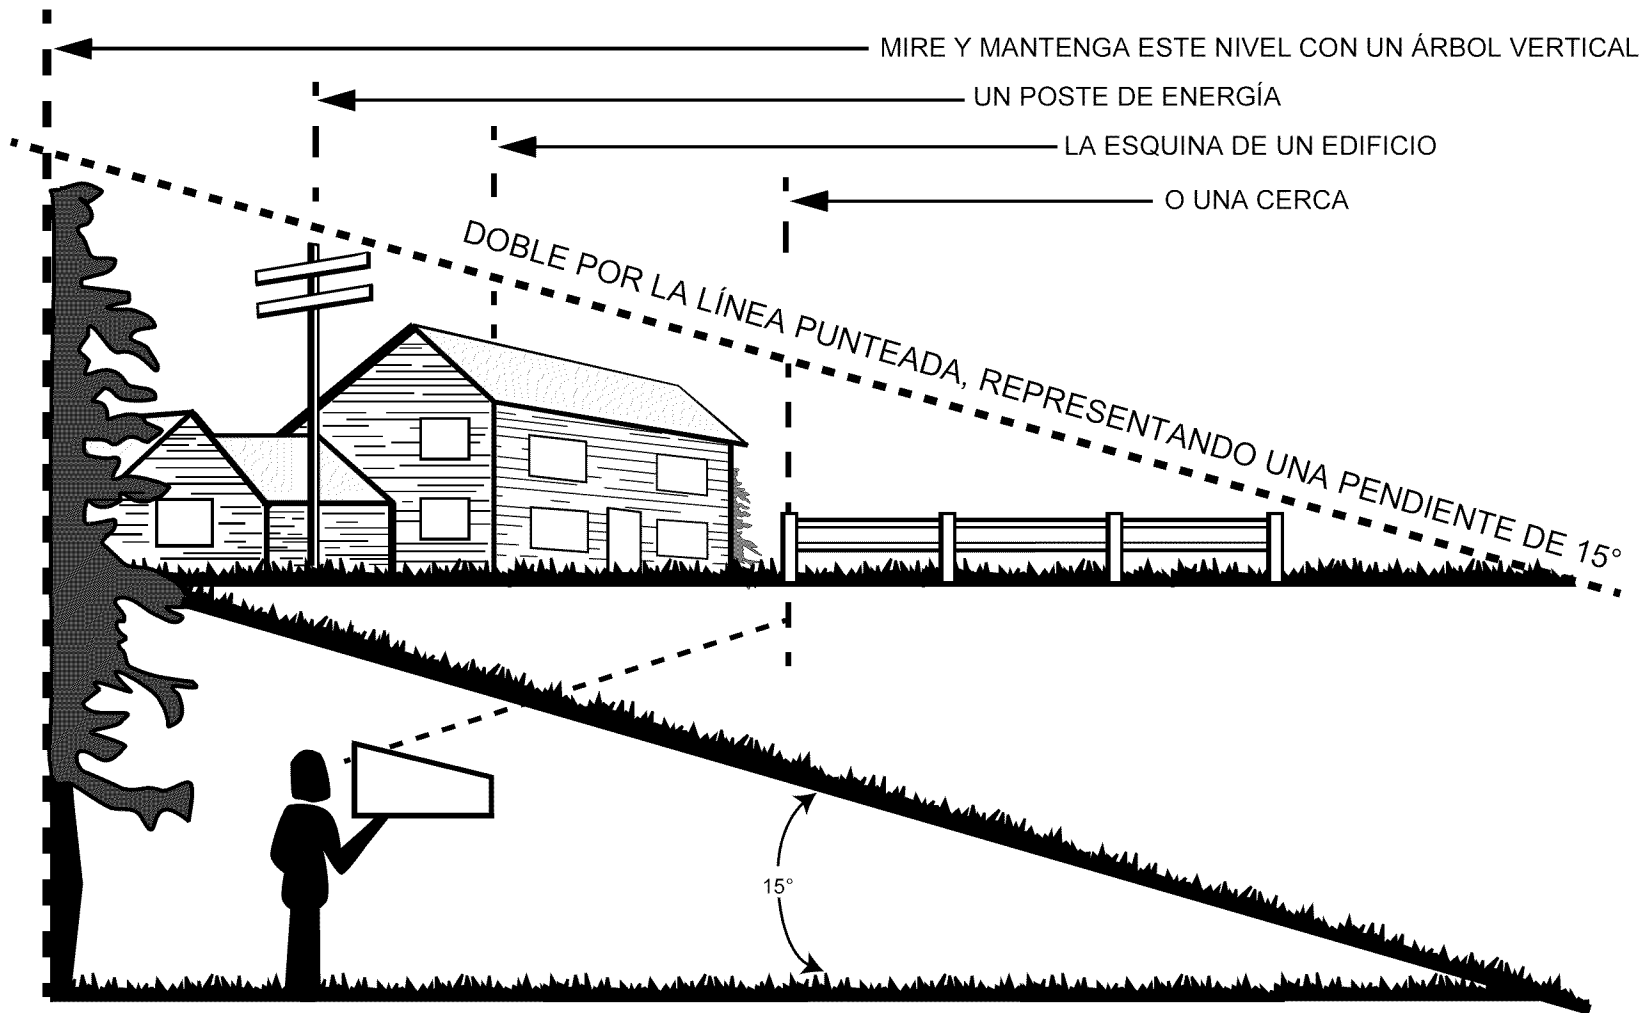 MIRE Y MANTENGA ESTE NIVEL CON UN ÁRBOL VERTICAL
UN POSTE DE ENERGÍA
LA ESQUINA DE UN EDIFICIO
O UNA CERCA
DOBLE POR LA LÍNEA PUNTEADA, REPRESENTANDO UNA PENDIENTE DE 15°
15°